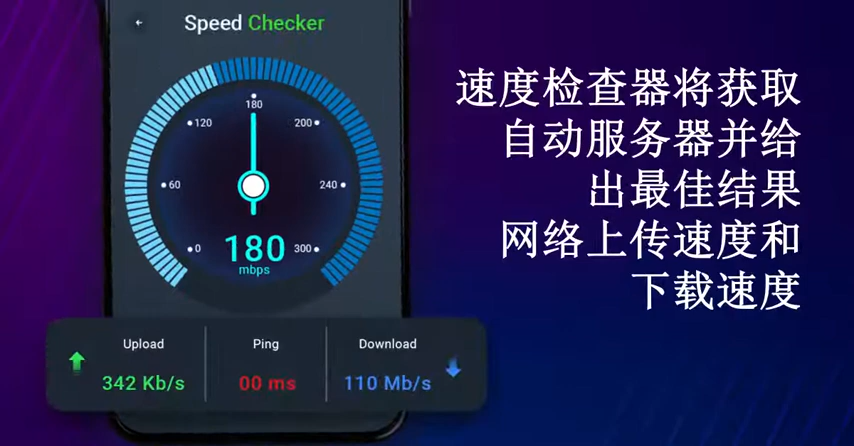 Speed Checker
180
120
200
60
240
0
300
180
mbps
Upload
Ping
Download
342 Kb/s
00 ms
110 Mb/s
速度检查器将获取
自动服务器并给
出最佳结果
网络上传速度和
下载速度